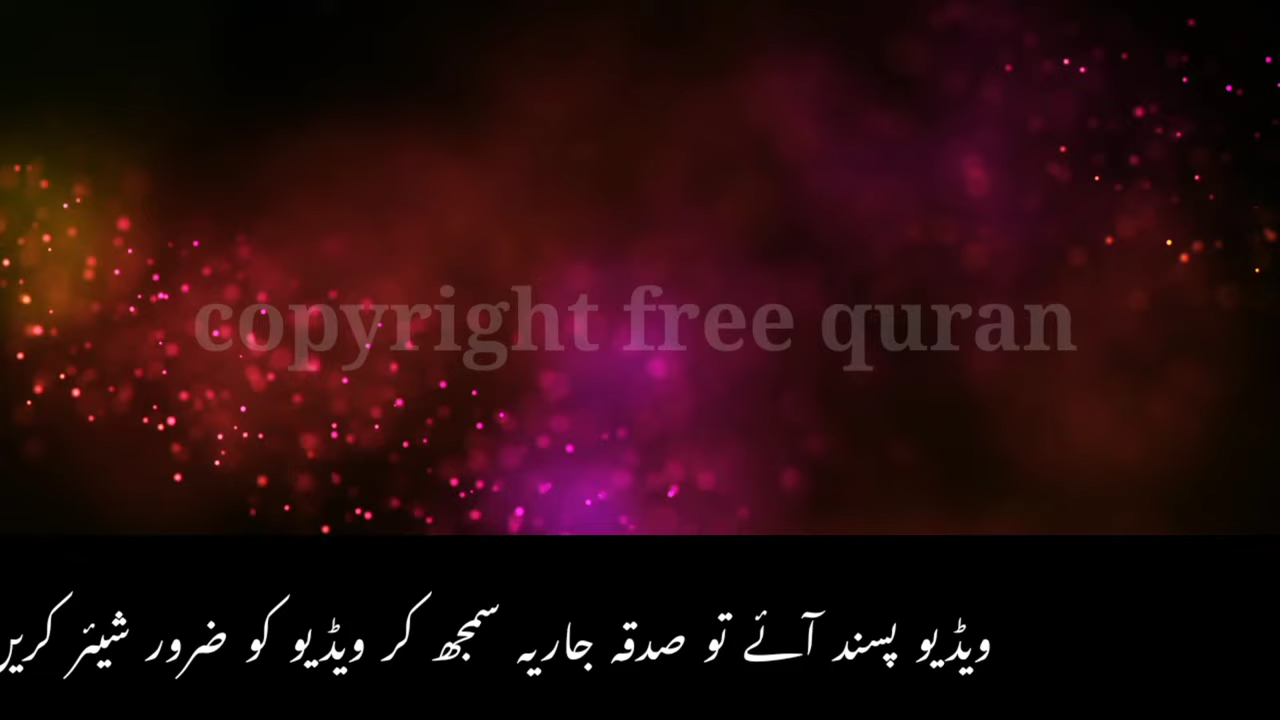 copyright free quran
ویڈیو پسند آئے تو صدقہ جاریہ سمجھ کر ویڈیو کو ضرور شیئر کریں